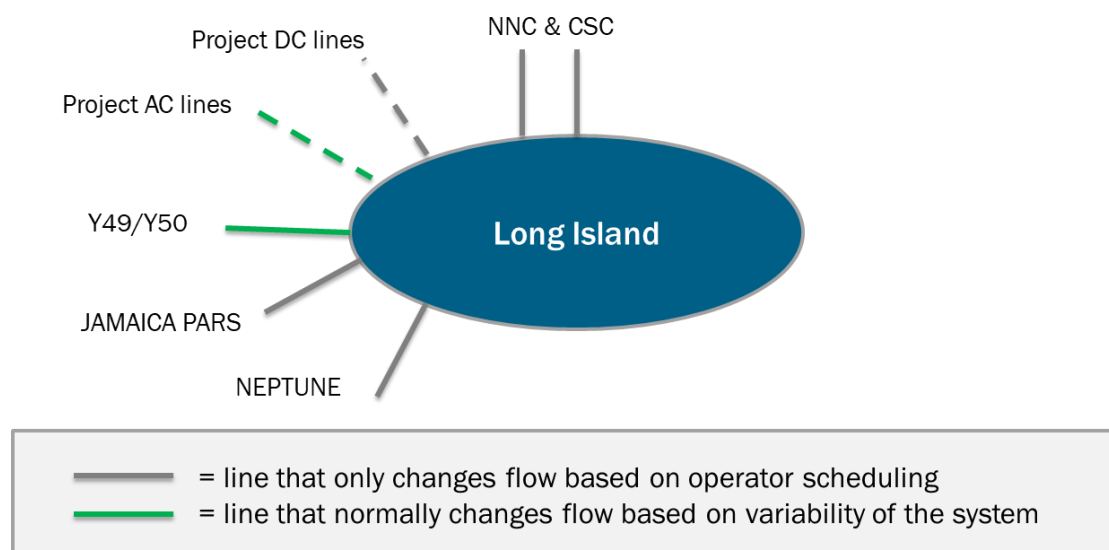 NNC & CSC
Project DC lines
Project AC lines
Y49/Y50
Long Island
JAMAICA PARS
NEPTUNE
= line that only changes flow based on operator scheduling
= line that normally changes flow based on variability of the system